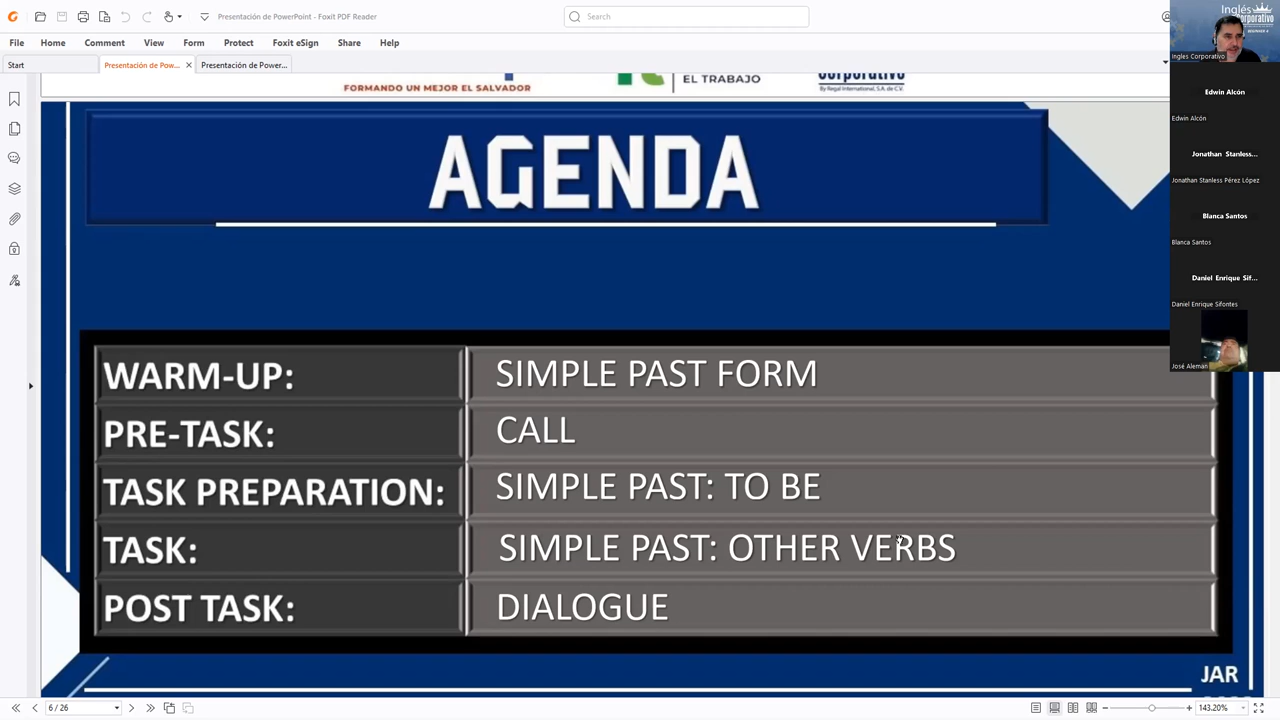 Presentación de PowerPoint - Foxit PDF Reader
Search
File Home Comment View Form Protect Foxit eSign Share Help
Start
Presentación de Pow...
Presentación de Power...
FORMANDO UN MEJOR EL SALVADOR
EL TRABAJO
Corporativo
By Regal International, S.A. de C.V.
AGENDA
WARM-UP: SIMPLE PAST FORM
PRE-TASK: CALL
TASK PREPARATION: SIMPLE PAST: TO BE
TASK: SIMPLE PAST: OTHER VERBS
POST TASK: DIALOGUE
JAR
6 / 26
143.20%
Inglés
Corporativo
BEGINNER 4
Ingles Corporativo
Edwin Alcón
Edwin Alcón
Jonathan Stanless...
Jonathan Stanless Pérez López
Blanca Santos
Blanca Santos
Daniel Enrique Sif...
Daniel Enrique Sifontes
José Aleman